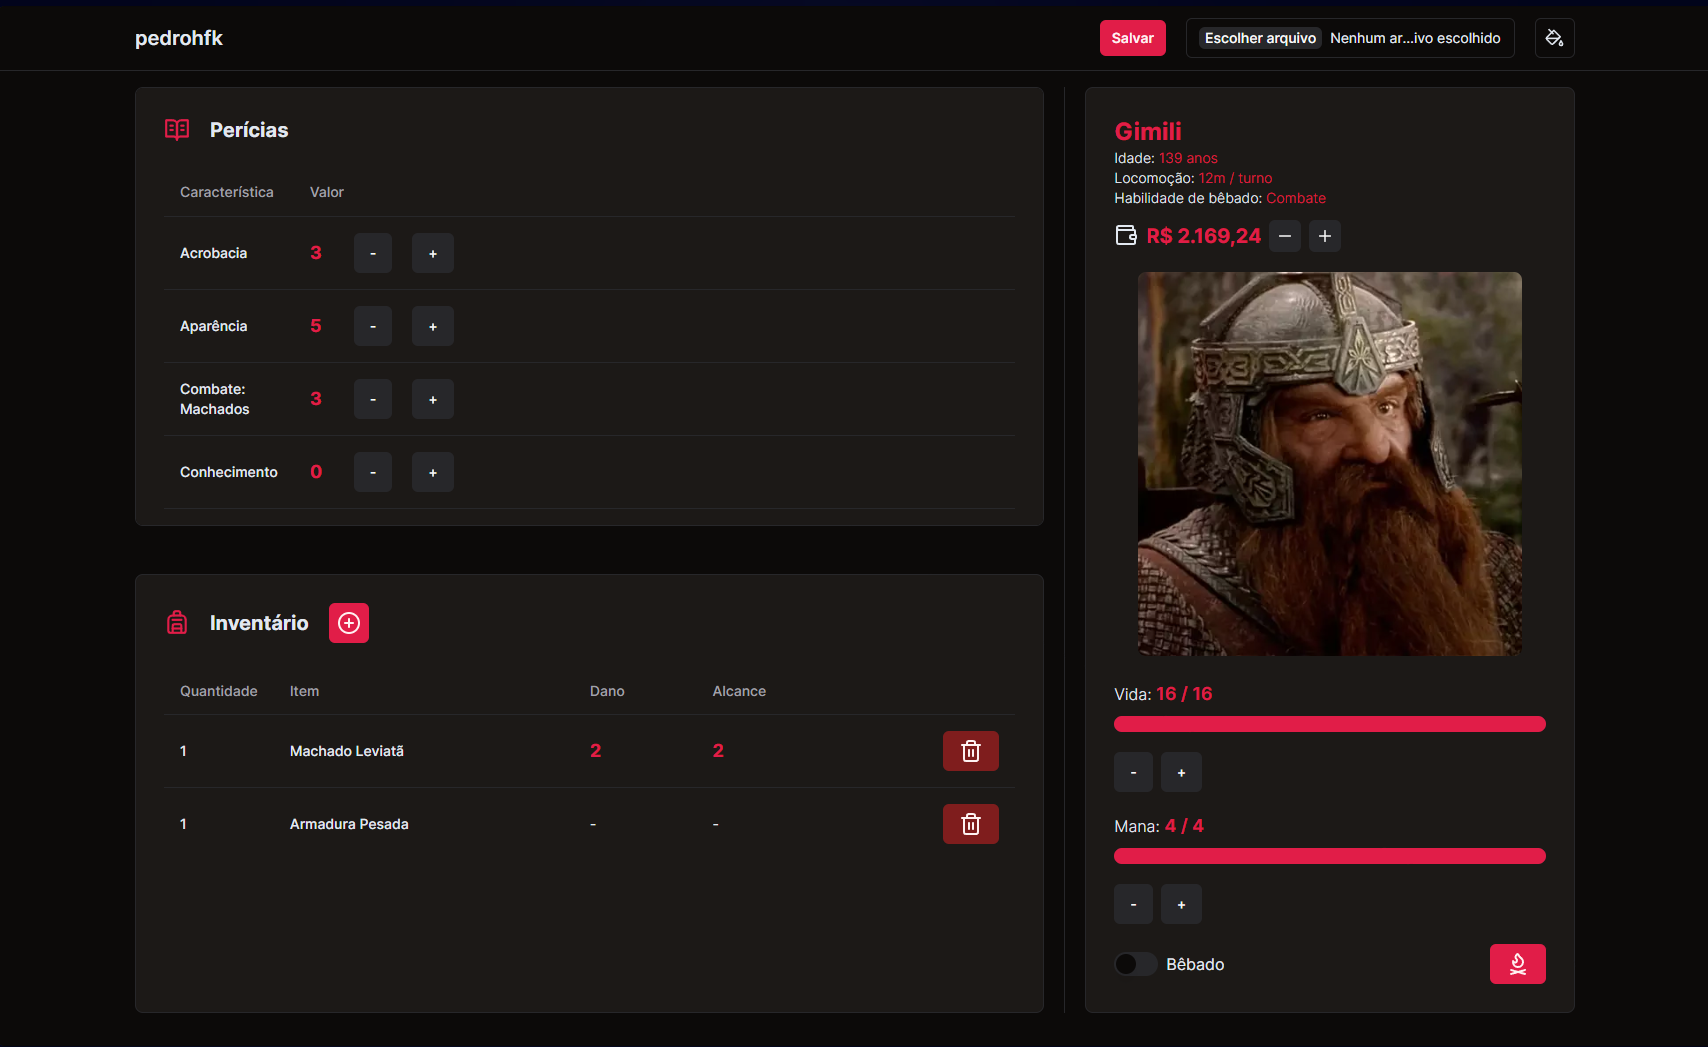 pedrohfk
Salvar
Escolher arquivo Nenhum ar...ivo escolhido
Perícias
Característica Valor
Acrobacia 3 - +
Aparência 5 - +
Combate:
Machados 3 - +
Conhecimento 0 - +
Inventário
Quantidade Item Dano Alcance
1 Machado Leviatã 2 2
1 Armadura Pesada - -
Gimili
Idade: 139 anos
Locomoção: 12m / turno
Habilidade de bêbado: Combate
R$ 2.169,24 − +
Vida: 16 / 16
- +
Mana: 4 / 4
- +
Bêbado